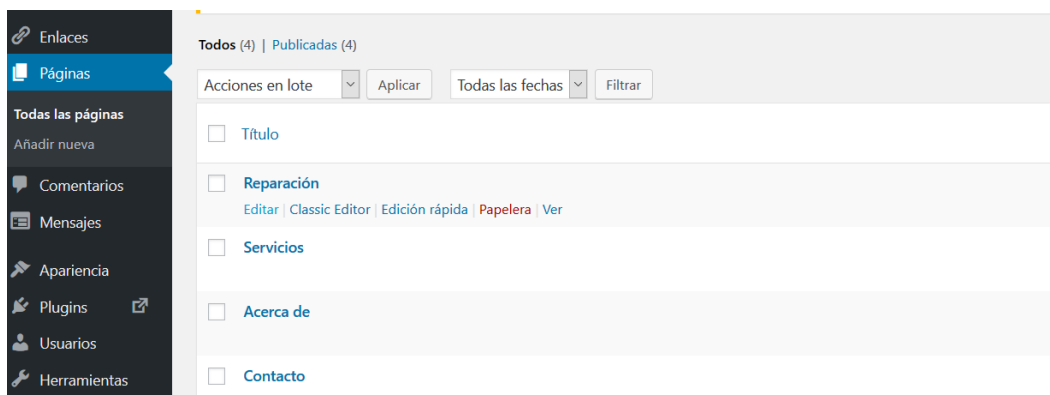 Enlaces
Páginas
Todas las páginas
Añadir nueva
Comentarios
Mensajes
Apariencia
Plugins
Usuarios
Herramientas
Todos (4) | Publicadas (4)
Acciones en lote Aplicar Todas las fechas Filtrar
Título
Reparación
Editar | Classic Editor | Edición rápida | Papelera | Ver
Servicios
Acerca de
Contacto